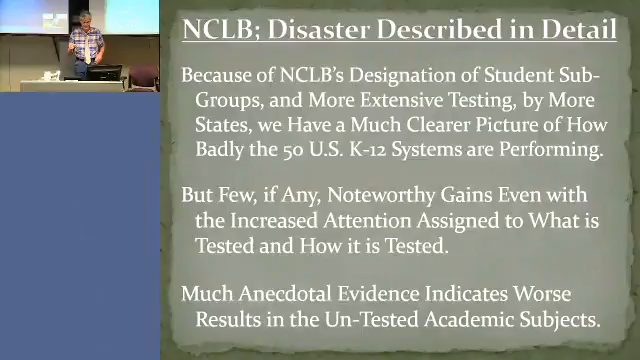 NCLB; Disaster Described in Detail
Because of NCLB's Designation of Student Sub-
Groups, and More Extensive Testing, by More
States, we Have a Much Clearer Picture of How
Badly the 50 U.S. K-12 Systems are Performing.
But Few, if Any, Noteworthy Gains Even with
the Increased Attention Assigned to What is
Tested and How it is Tested.
Much Anecdotal Evidence Indicates Worse
Results in the Un-Tested Academic Subjects.